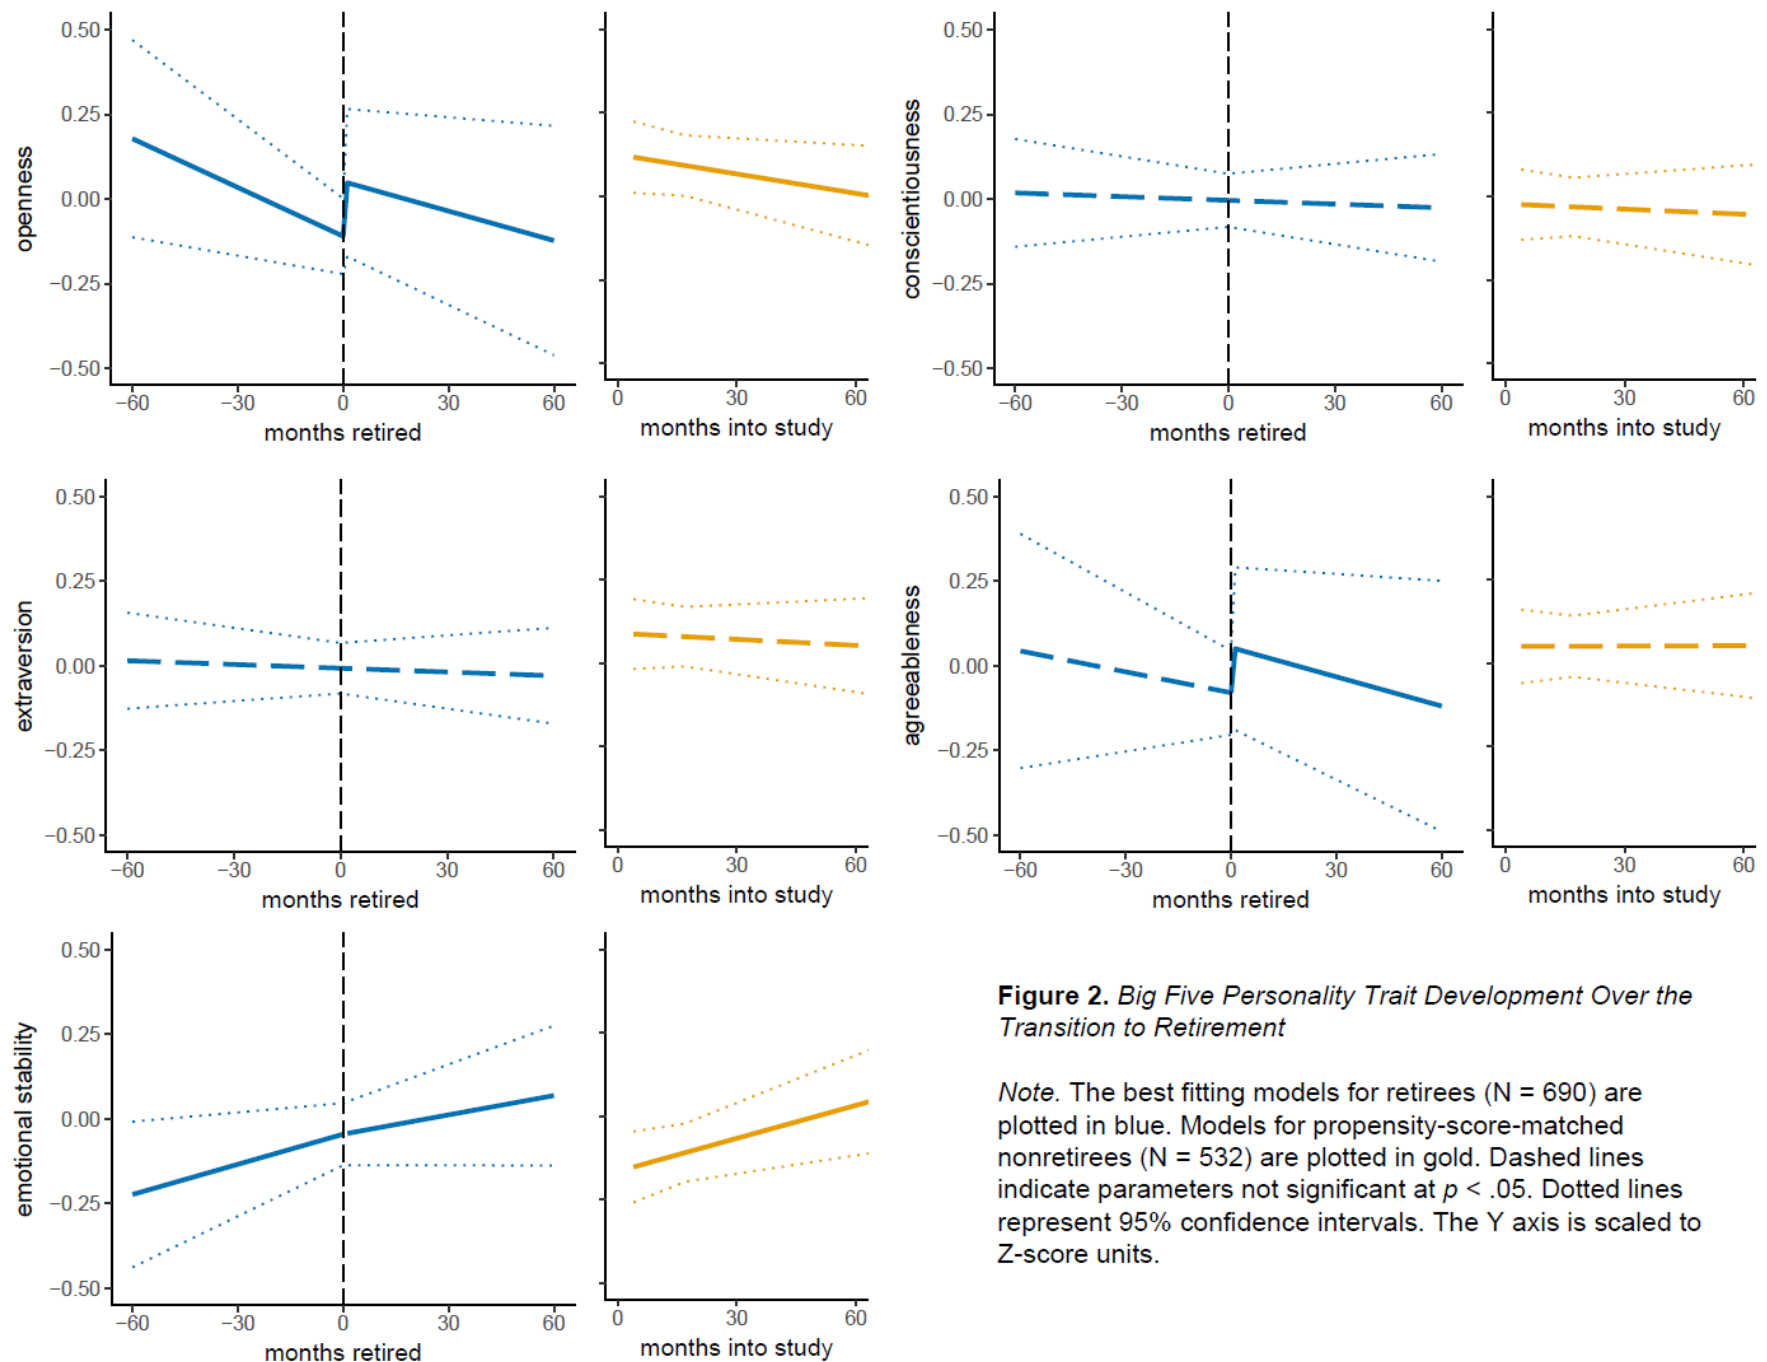 0.50
0.25
0.00
−0.25
−0.50
openness
−60 −30 0 30 60
months retired
0 30 60
months into study
0.50
0.25
0.00
−0.25
−0.50
conscientiousness
−60 −30 0 30 60
months retired
0 30 60
months into study
0.50
0.25
0.00
−0.25
−0.50
extraversion
−60 −30 0 30 60
months retired
0 30 60
months into study
0.50
0.25
0.00
−0.25
−0.50
agreeableness
−60 −30 0 30 60
months retired
0 30 60
months into study
0.50
0.25
0.00
−0.25
−0.50
emotional stability
−60 −30 0 30 60
months retired
0 30 60
months into study
Figure 2. Big Five Personality Trait Development Over the
Transition to Retirement
Note. The best fitting models for retirees (N = 690) are
plotted in blue. Models for propensity-score-matched
nonretirees (N = 532) are plotted in gold. Dashed lines
indicate parameters not significant at p < .05. Dotted lines
represent 95% confidence intervals. The Y axis is scaled to
Z-score units.